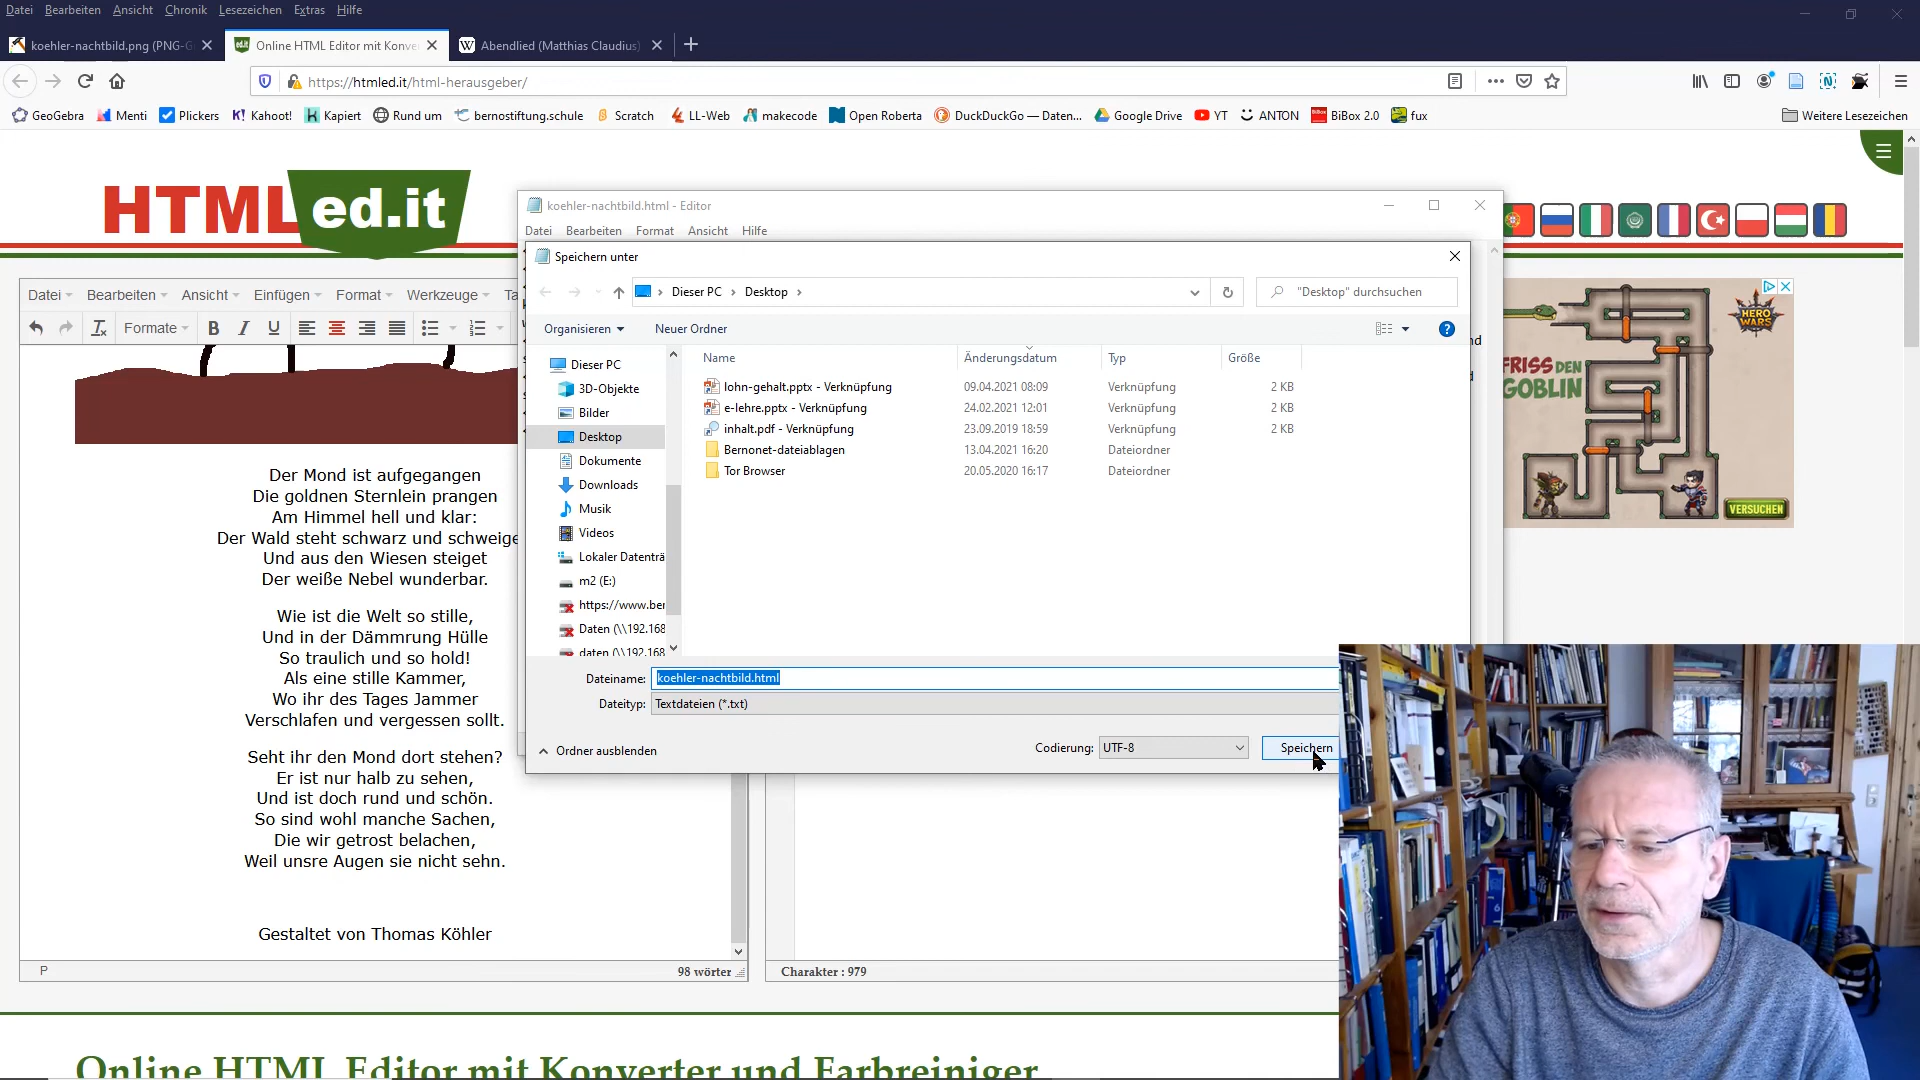 Datei Bearbeiten Ansicht Chronik Lesezeichen Extras Hilfe
koehler-nachtbild.png (PNG-G
Online HTML Editor mit Konve
Abendlied (Matthias Claudius)
https://htmled.it/html-herausgeber/
GeoGebra Menti Plickers Kahoot! Kapiert Rund um bernostiftung.schule Scratch LL-Web makecode Open Roberta DuckDuckGo — Daten... Google Drive YT ANTON BiBox 2.0 fux Weitere Lesezeichen
HTMLed.it
koehler-nachtbild.html - Editor
Datei Bearbeiten Format Ansicht Hilfe
Speichern unter
Dieser PC › Desktop ›
"Desktop" durchsuchen
Organisieren Neuer Ordner
Name Änderungsdatum Typ Größe
lohn-gehalt.pptx - Verknüpfung 09.04.2021 08:09 Verknüpfung 2 KB
e-lehre.pptx - Verknüpfung 24.02.2021 12:01 Verknüpfung 2 KB
inhalt.pdf - Verknüpfung 23.09.2019 18:59 Verknüpfung 2 KB
Bernonet-dateiablagen 13.04.2021 16:20 Dateiordner
Tor Browser 20.05.2020 16:17 Dateiordner
Dieser PC
3D-Objekte
Bilder
Desktop
Dokumente
Downloads
Musik
Videos
Lokaler Datenträ
m2 (E:)
https://www.ber
Daten (\\192.168
daten (\\192.168
Dateiname: koehler-nachtbild.html
Dateityp: Textdateien (*.txt)
Ordner ausblenden
Codierung: UTF-8
Speichern
Datei Bearbeiten Ansicht Einfügen Format Werkzeuge Ta
Formate B I U
Der Mond ist aufgegangen
Die goldnen Sternlein prangen
Am Himmel hell und klar:
Der Wald steht schwarz und schweige
Und aus den Wiesen steiget
Der weiße Nebel wunderbar.
Wie ist die Welt so stille,
Und in der Dämmrung Hülle
So traulich und so hold!
Als eine stille Kammer,
Wo ihr des Tages Jammer
Verschlafen und vergessen sollt.
Seht ihr den Mond dort stehen?
Er ist nur halb zu sehen,
Und ist doch rund und schön.
So sind wohl manche Sachen,
Die wir getrost belachen,
Weil unsre Augen sie nicht sehn.
Gestaltet von Thomas Köhler
P
98 wörter
Charakter : 979
HERO WARS
FRISS DEN
GOBLIN
VERSUCHEN
Online HTML Editor mit Konverter und Farbreiniger